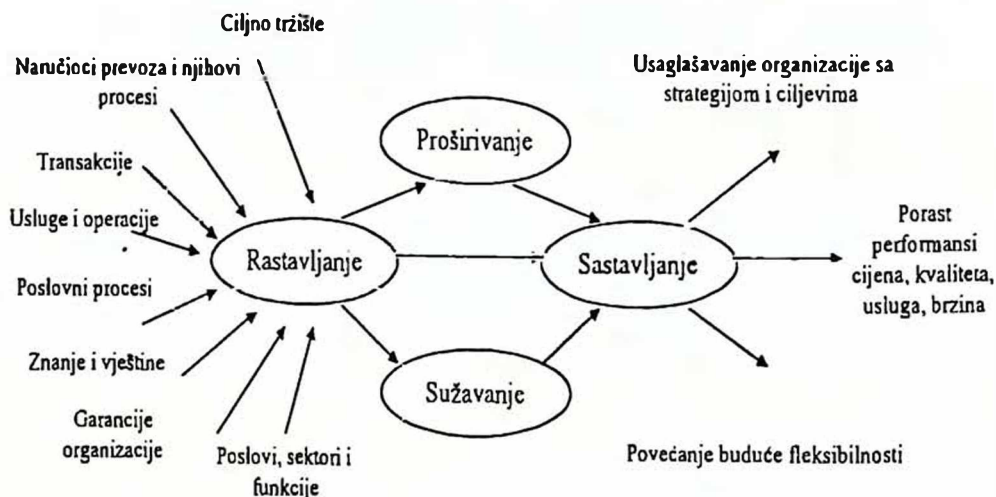 Ciljno tržište
Naručioci prevoza i njihovi
procesi
Transakcije
Usluge i operacije
Poslovni procesi
Znanje i vještine
Garancije
organizacije
Poslovi, sektori i
funkcije
Rastavljanje
Proširivanje
Sužavanje
Sastavljanje
Usaglašavanje organizacije sa
strategijom i ciljevima
Porast
performansi
cijena, kvaliteta,
usluga, brzina
Povećanje buduće fleksibilnosti